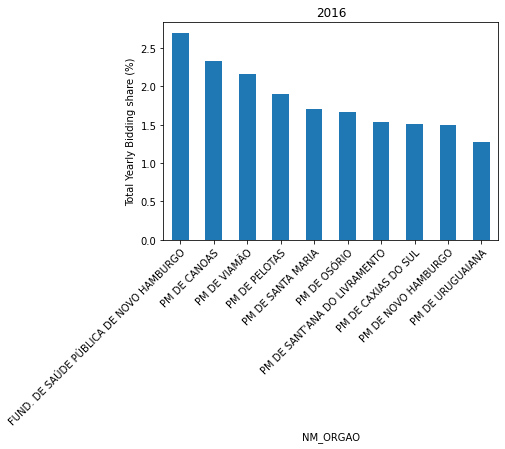 2016
Total Yearly Bidding share (%)
2.5
2.0
1.5
1.0
0.5
0.0
FUND. DE SAÚDE PÚBLICA DE NOVO HAMBURGO
PM DE CANOAS
PM DE VIAMÃO
PM DE PELOTAS
PM DE SANTA MARIA
PM DE OSÓRIO
PM DE SANT'ANA DO LIVRAMENTO
PM DE CAXIAS DO SUL
PM DE NOVO HAMBURGO
PM DE URUGUAIANA
NM_ORGAO